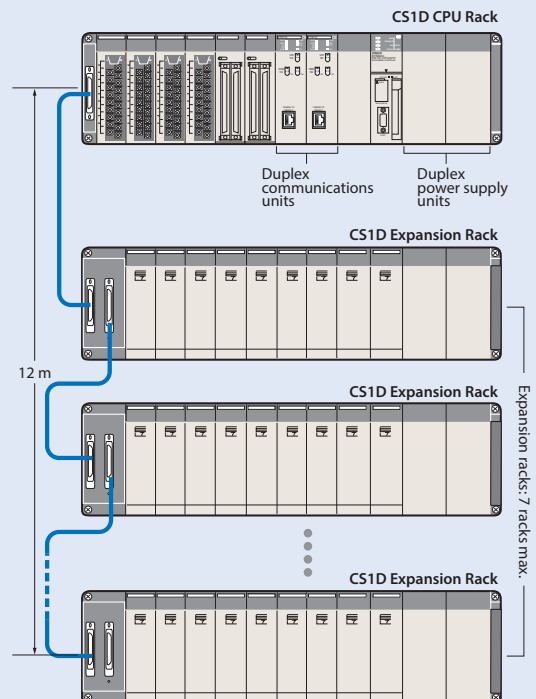 CS1D CPU Rack
Duplex
communications
units
Duplex
power supply
units
CS1D Expansion Rack
12 m
CS1D Expansion Rack
Expansion racks: 7 racks max.
CS1D Expansion Rack